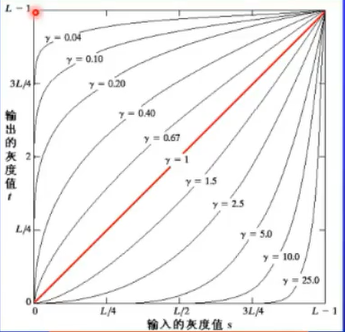 L − 1
γ = 0.04
γ = 0.10
3L/4
γ = 0.20
γ = 0.40
输出的灰度值 t
γ = 0.67
2
γ = 1
γ = 1.5
γ = 2.5
L/4
γ = 5.0
γ = 10.0
γ = 25.0
0
0 L/4 L/2 3L/4 L − 1
输入的灰度值 s